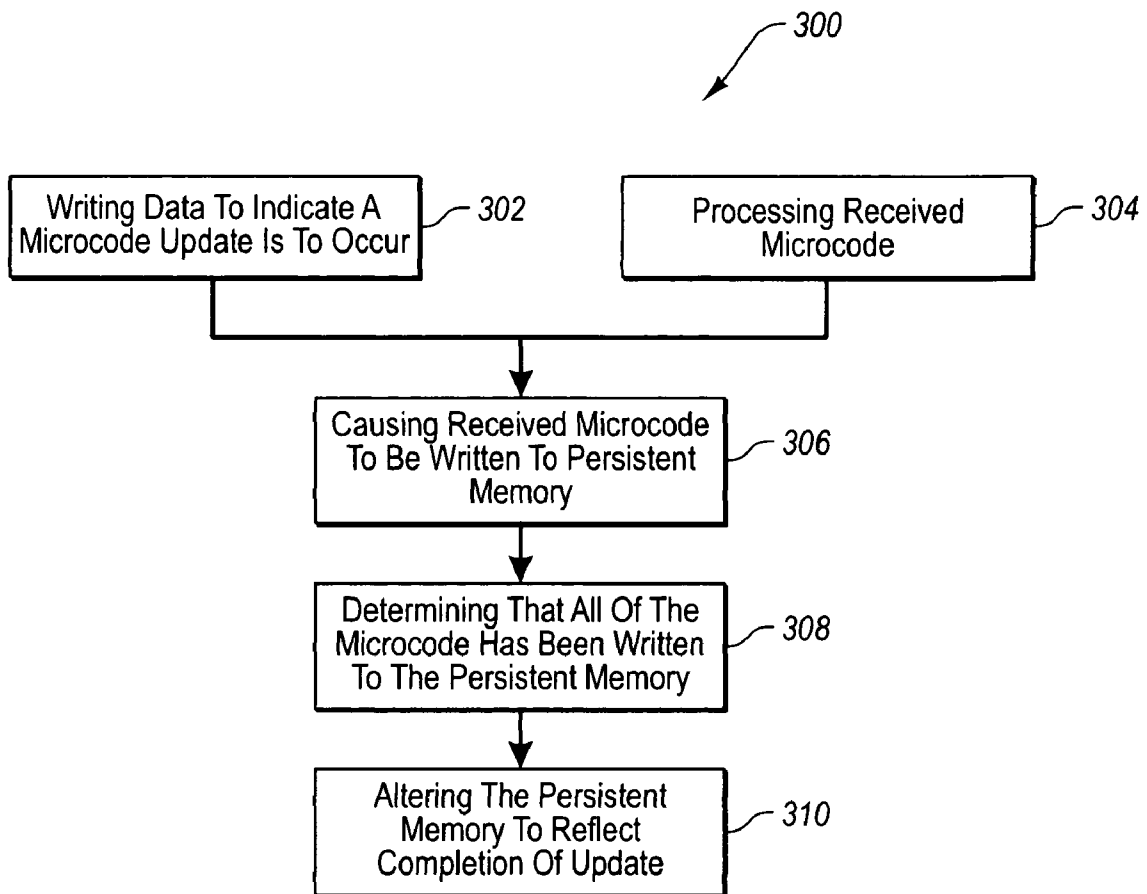 300
Writing Data To Indicate A
Microcode Update Is To Occur
302
Processing Received
Microcode
304
Causing Received Microcode
To Be Written To Persistent
Memory
306
Determining That All Of The
Microcode Has Been Written
To The Persistent Memory
308
Altering The Persistent
Memory To Reflect
Completion Of Update
310